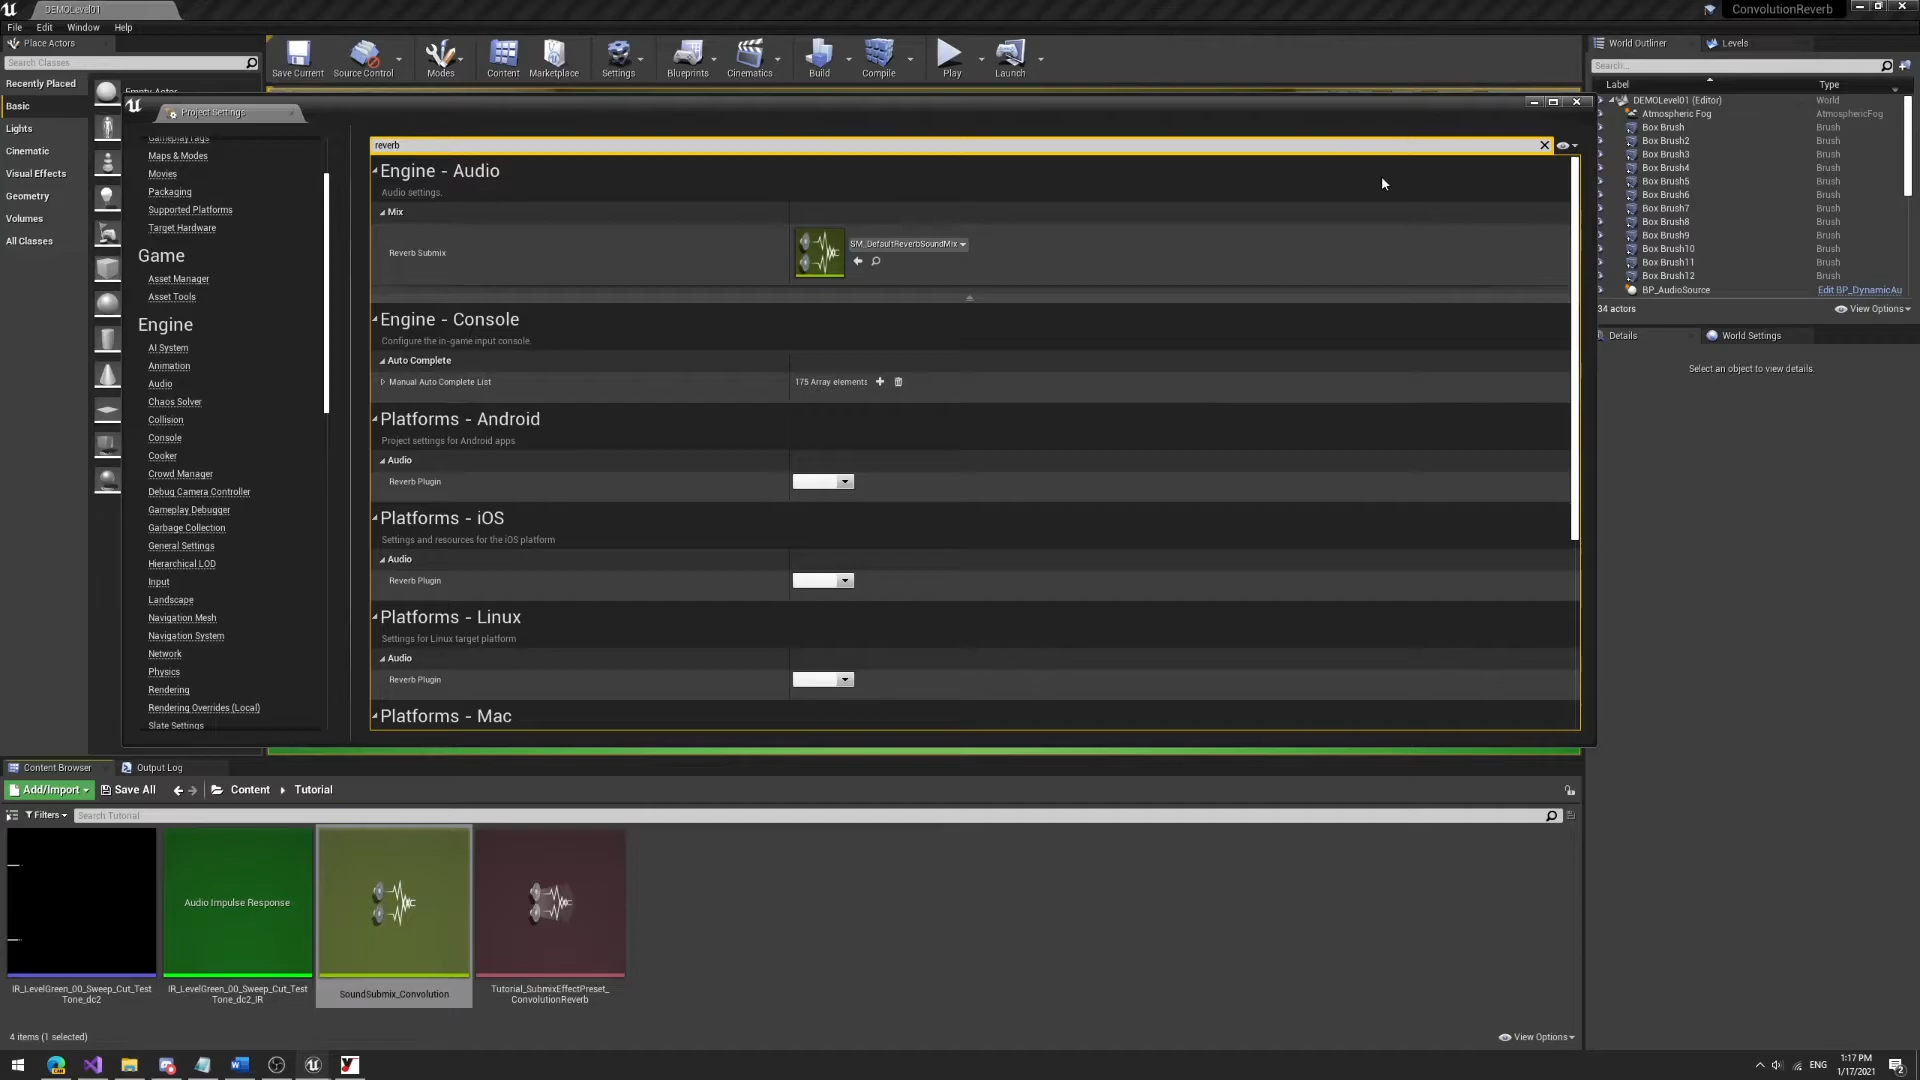 DEMOLevel01
ConvolutionReverb
File Edit Window Help
Place Actors
Search Classes
Recently Placed
Basic
Lights
Cinematic
Visual Effects
Geometry
Volumes
All Classes
Empty Actor
Save Current
Source Control
Modes
Content
Marketplace
Settings
Blueprints
Cinematics
Build
Compile
Play
Launch
World Outliner
Levels
Search...
Label Type
DEMOLevel01 (Editor) World
Atmospheric Fog AtmosphericFog
Box Brush Brush
Box Brush2 Brush
Box Brush3 Brush
Box Brush4 Brush
Box Brush5 Brush
Box Brush6 Brush
Box Brush7 Brush
Box Brush8 Brush
Box Brush9 Brush
Box Brush10 Brush
Box Brush11 Brush
Box Brush12 Brush
BP_AudioSource Edit BP_DynamicAu
34 actors
View Options
Details
World Settings
Select an object to view details.
Project Settings
GameplayTags
Maps & Modes
Movies
Packaging
Supported Platforms
Target Hardware
Game
Asset Manager
Asset Tools
Engine
AI System
Animation
Audio
Chaos Solver
Collision
Console
Cooker
Crowd Manager
Debug Camera Controller
Gameplay Debugger
Garbage Collection
General Settings
Hierarchical LOD
Input
Landscape
Navigation Mesh
Navigation System
Network
Physics
Rendering
Rendering Overrides (Local)
Slate Settings
reverb
Engine - Audio
Audio settings.
Mix
Reverb Submix
SM_DefaultReverbSoundMix
Engine - Console
Configure the in-game input console.
Auto Complete
Manual Auto Complete List 175 Array elements
Platforms - Android
Project settings for Android apps
Audio
Reverb Plugin
Platforms - iOS
Settings and resources for the iOS platform
Audio
Reverb Plugin
Platforms - Linux
Settings for Linux target platform
Audio
Reverb Plugin
Platforms - Mac
Content Browser
Output Log
Add/Import
Save All
Content
Tutorial
Filters
Search Tutorial
Audio Impulse Response
IR_LevelGreen_00_Sweep_Cut_Test
Tone_dc2
IR_LevelGreen_00_Sweep_Cut_Test
Tone_dc2_IR
SoundSubmix_Convolution
Tutorial_SubmixEffectPreset_
ConvolutionReverb
4 items (1 selected)
View Options
ENG
1:17 PM
1/17/2021